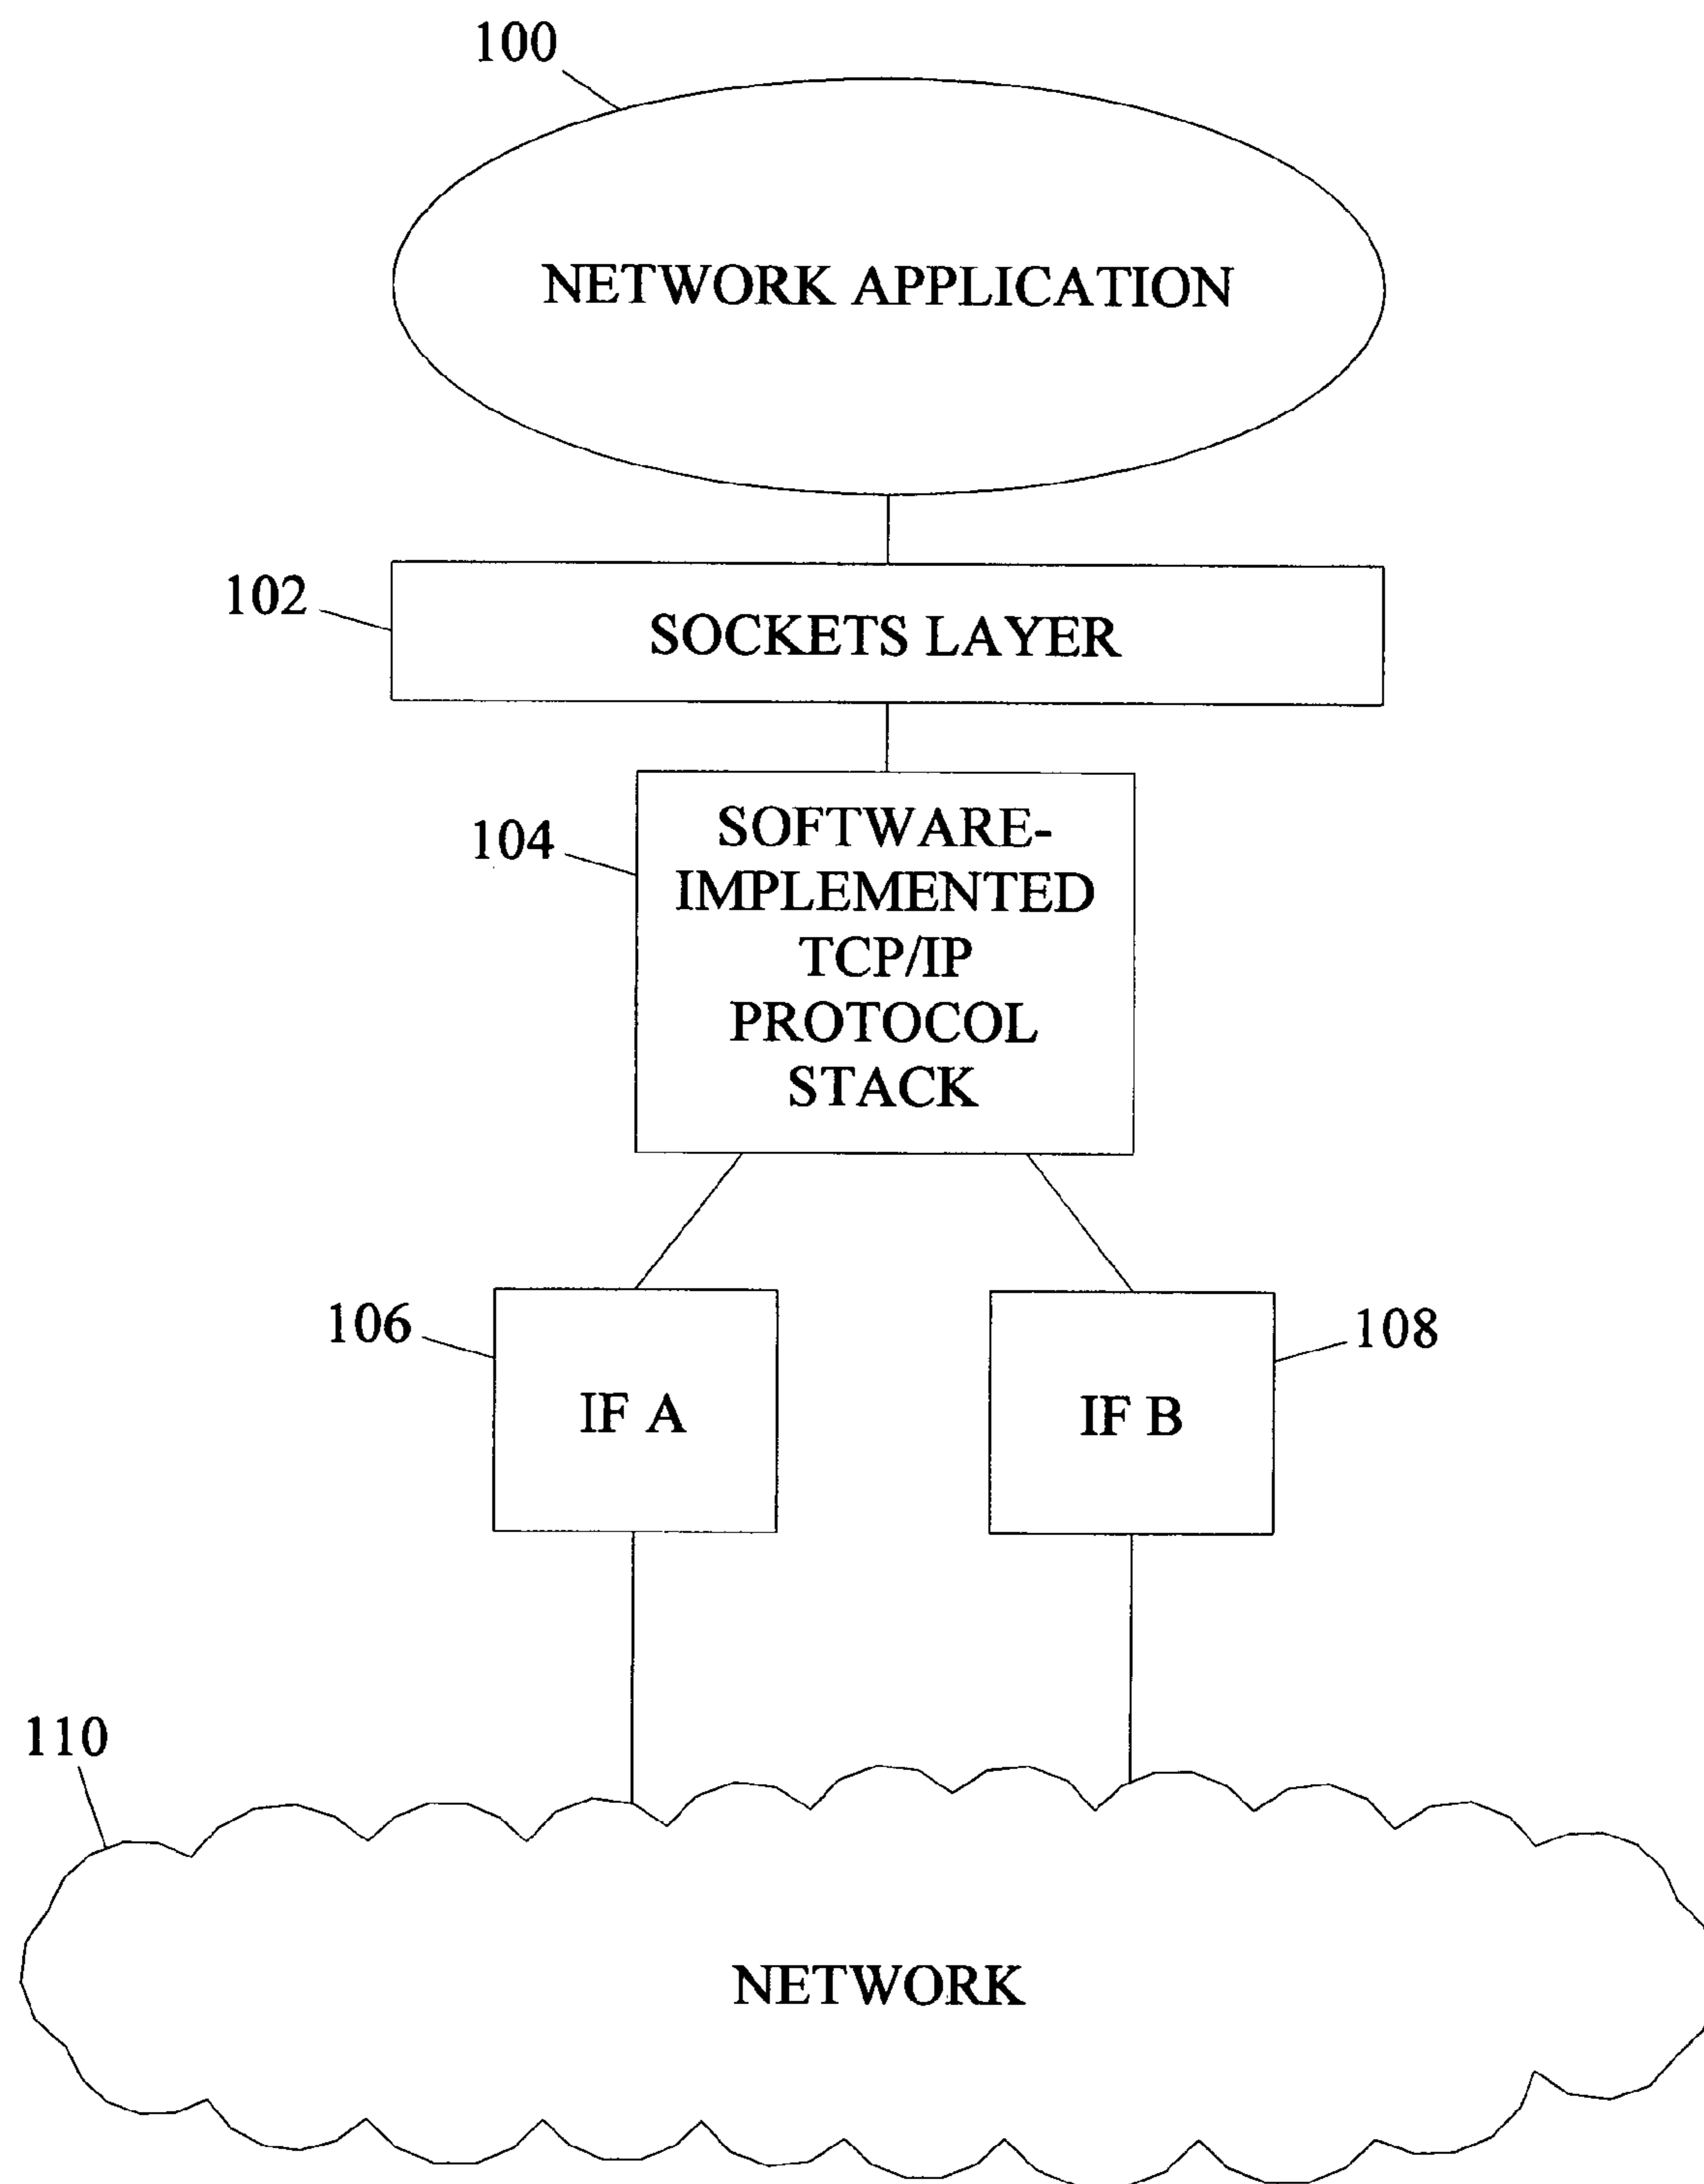 100
NETWORK APPLICATION
102
SOCKETS LAYER
104
SOFTWARE-
IMPLEMENTED
TCP/IP
PROTOCOL
STACK
106
IF A
108
IF B
110
NETWORK